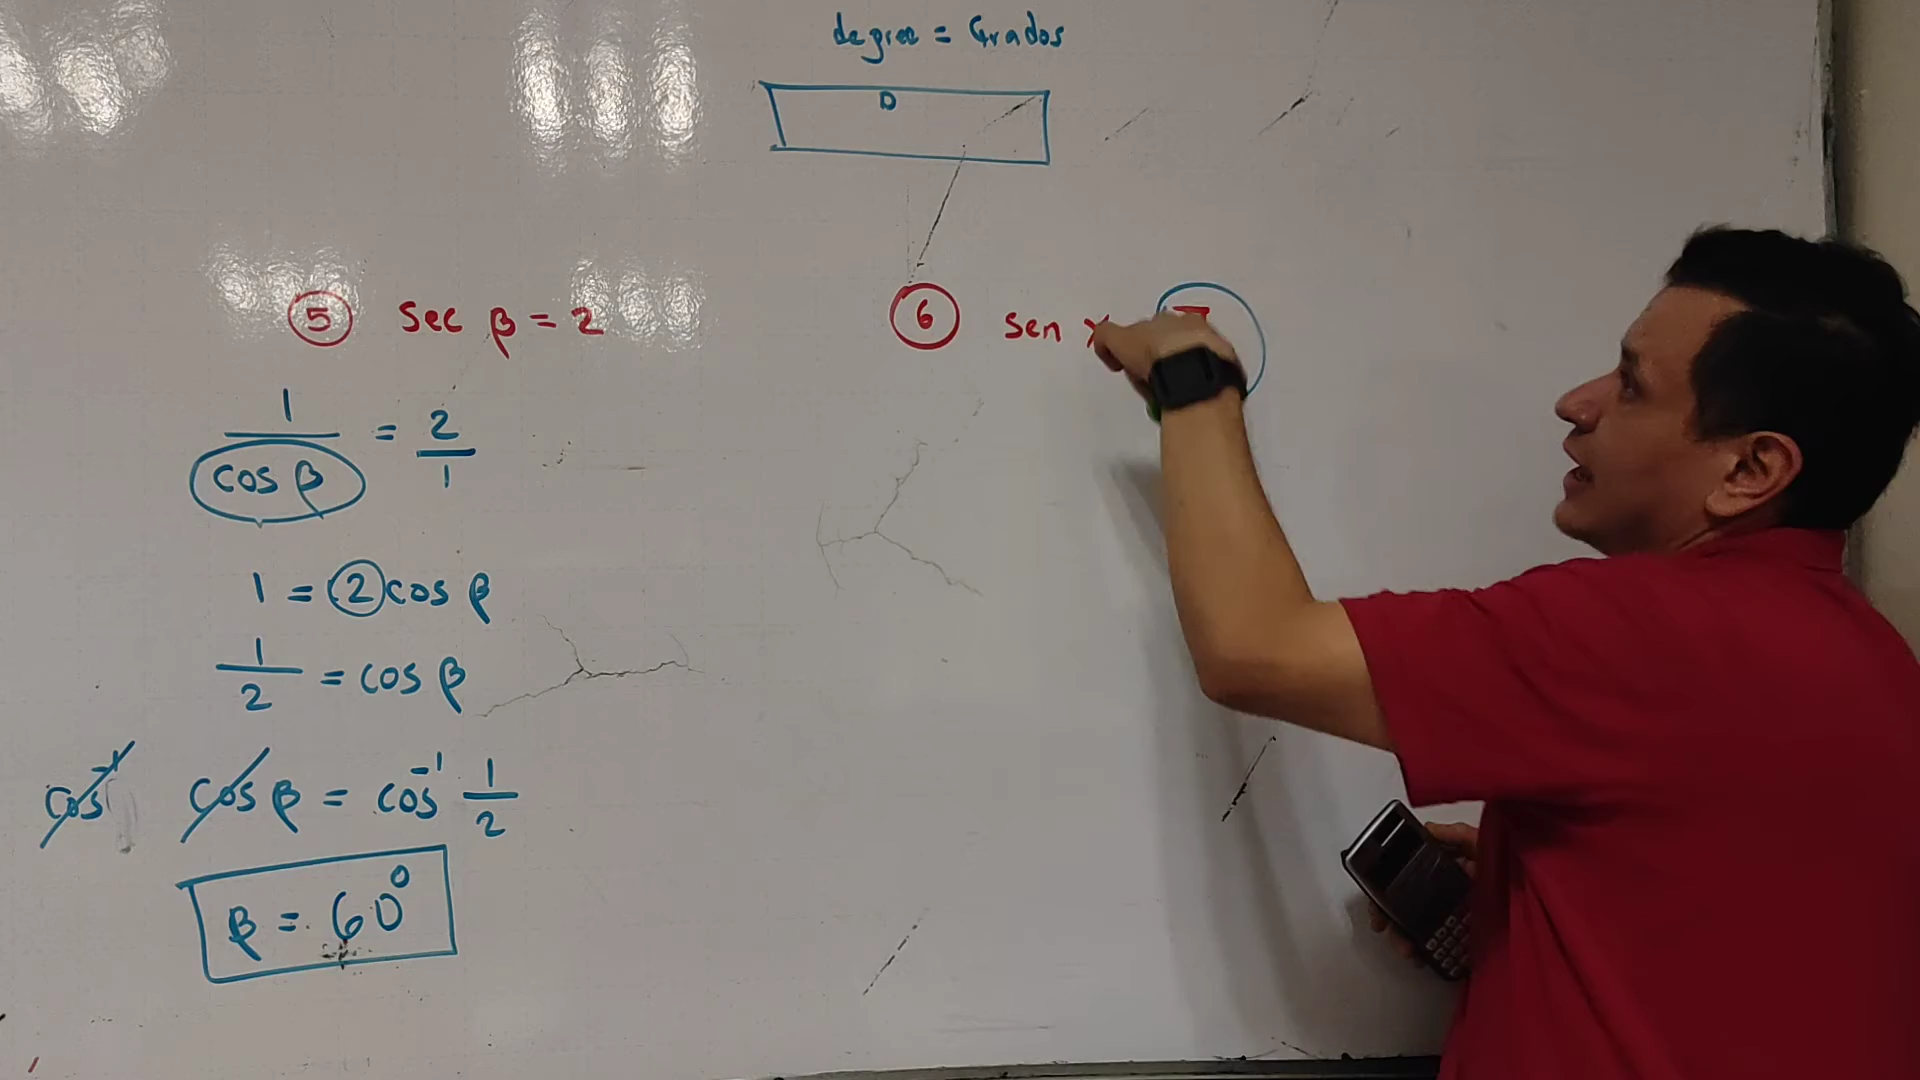 degree = Grados
D
5 sec β = 2
1/cos β = 2/1
1 = 2 cos β
1/2 = cos β
cos⁻¹ cos β = cos⁻¹ 1/2
β = 60°
6 sen